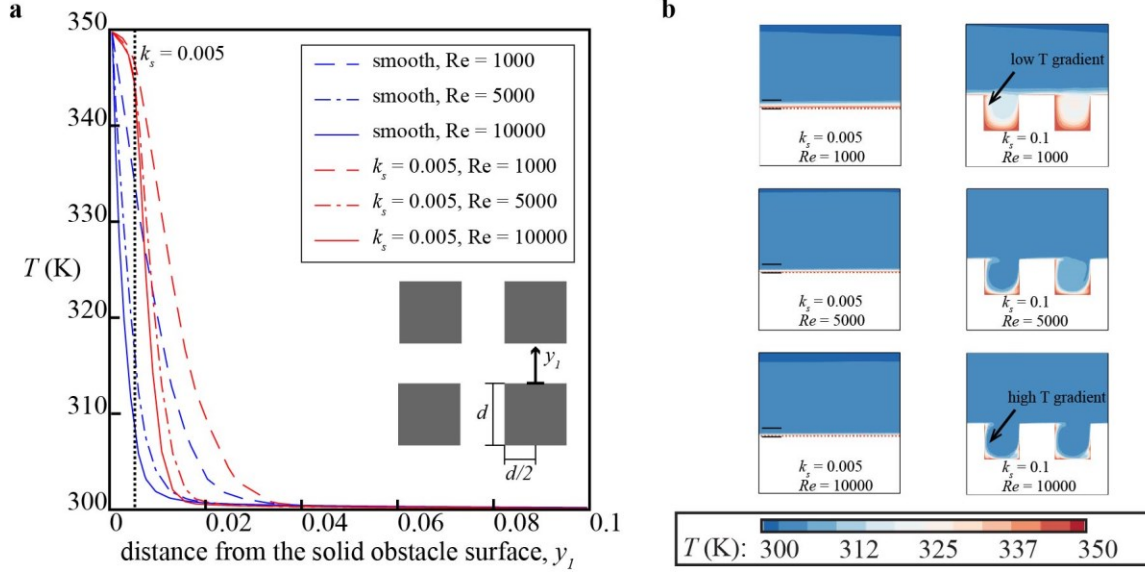 a
350
340
330
320
310
300
T (K)
k_s = 0.005
smooth, Re = 1000
smooth, Re = 5000
smooth, Re = 10000
k_s = 0.005, Re = 1000
k_s = 0.005, Re = 5000
k_s = 0.005, Re = 10000
y_1
d
d/2
0
0.02
0.04
0.06
0.08
0.1
distance from the solid obstacle surface, y_1
b
k_s = 0.005
Re = 1000
low T gradient
k_s = 0.1
Re = 1000
k_s = 0.005
Re = 5000
k_s = 0.1
Re = 5000
k_s = 0.005
Re = 10000
high T gradient
k_s = 0.1
Re = 10000
T (K):
300
312
325
337
350